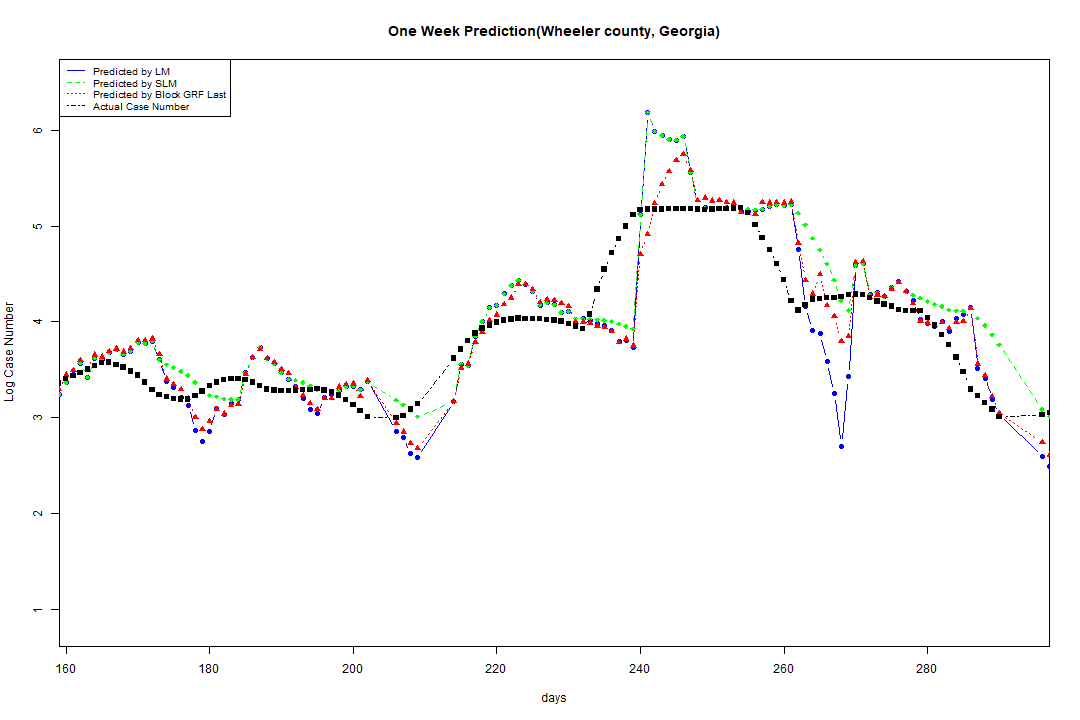 One Week Prediction(Wheeler county, Georgia)
Predicted by LM
Predicted by SLM
Predicted by Block GRF Last
Actual Case Number
Log Case Number
6
5
4
3
2
1
160 180 200 220 240 260 280
days